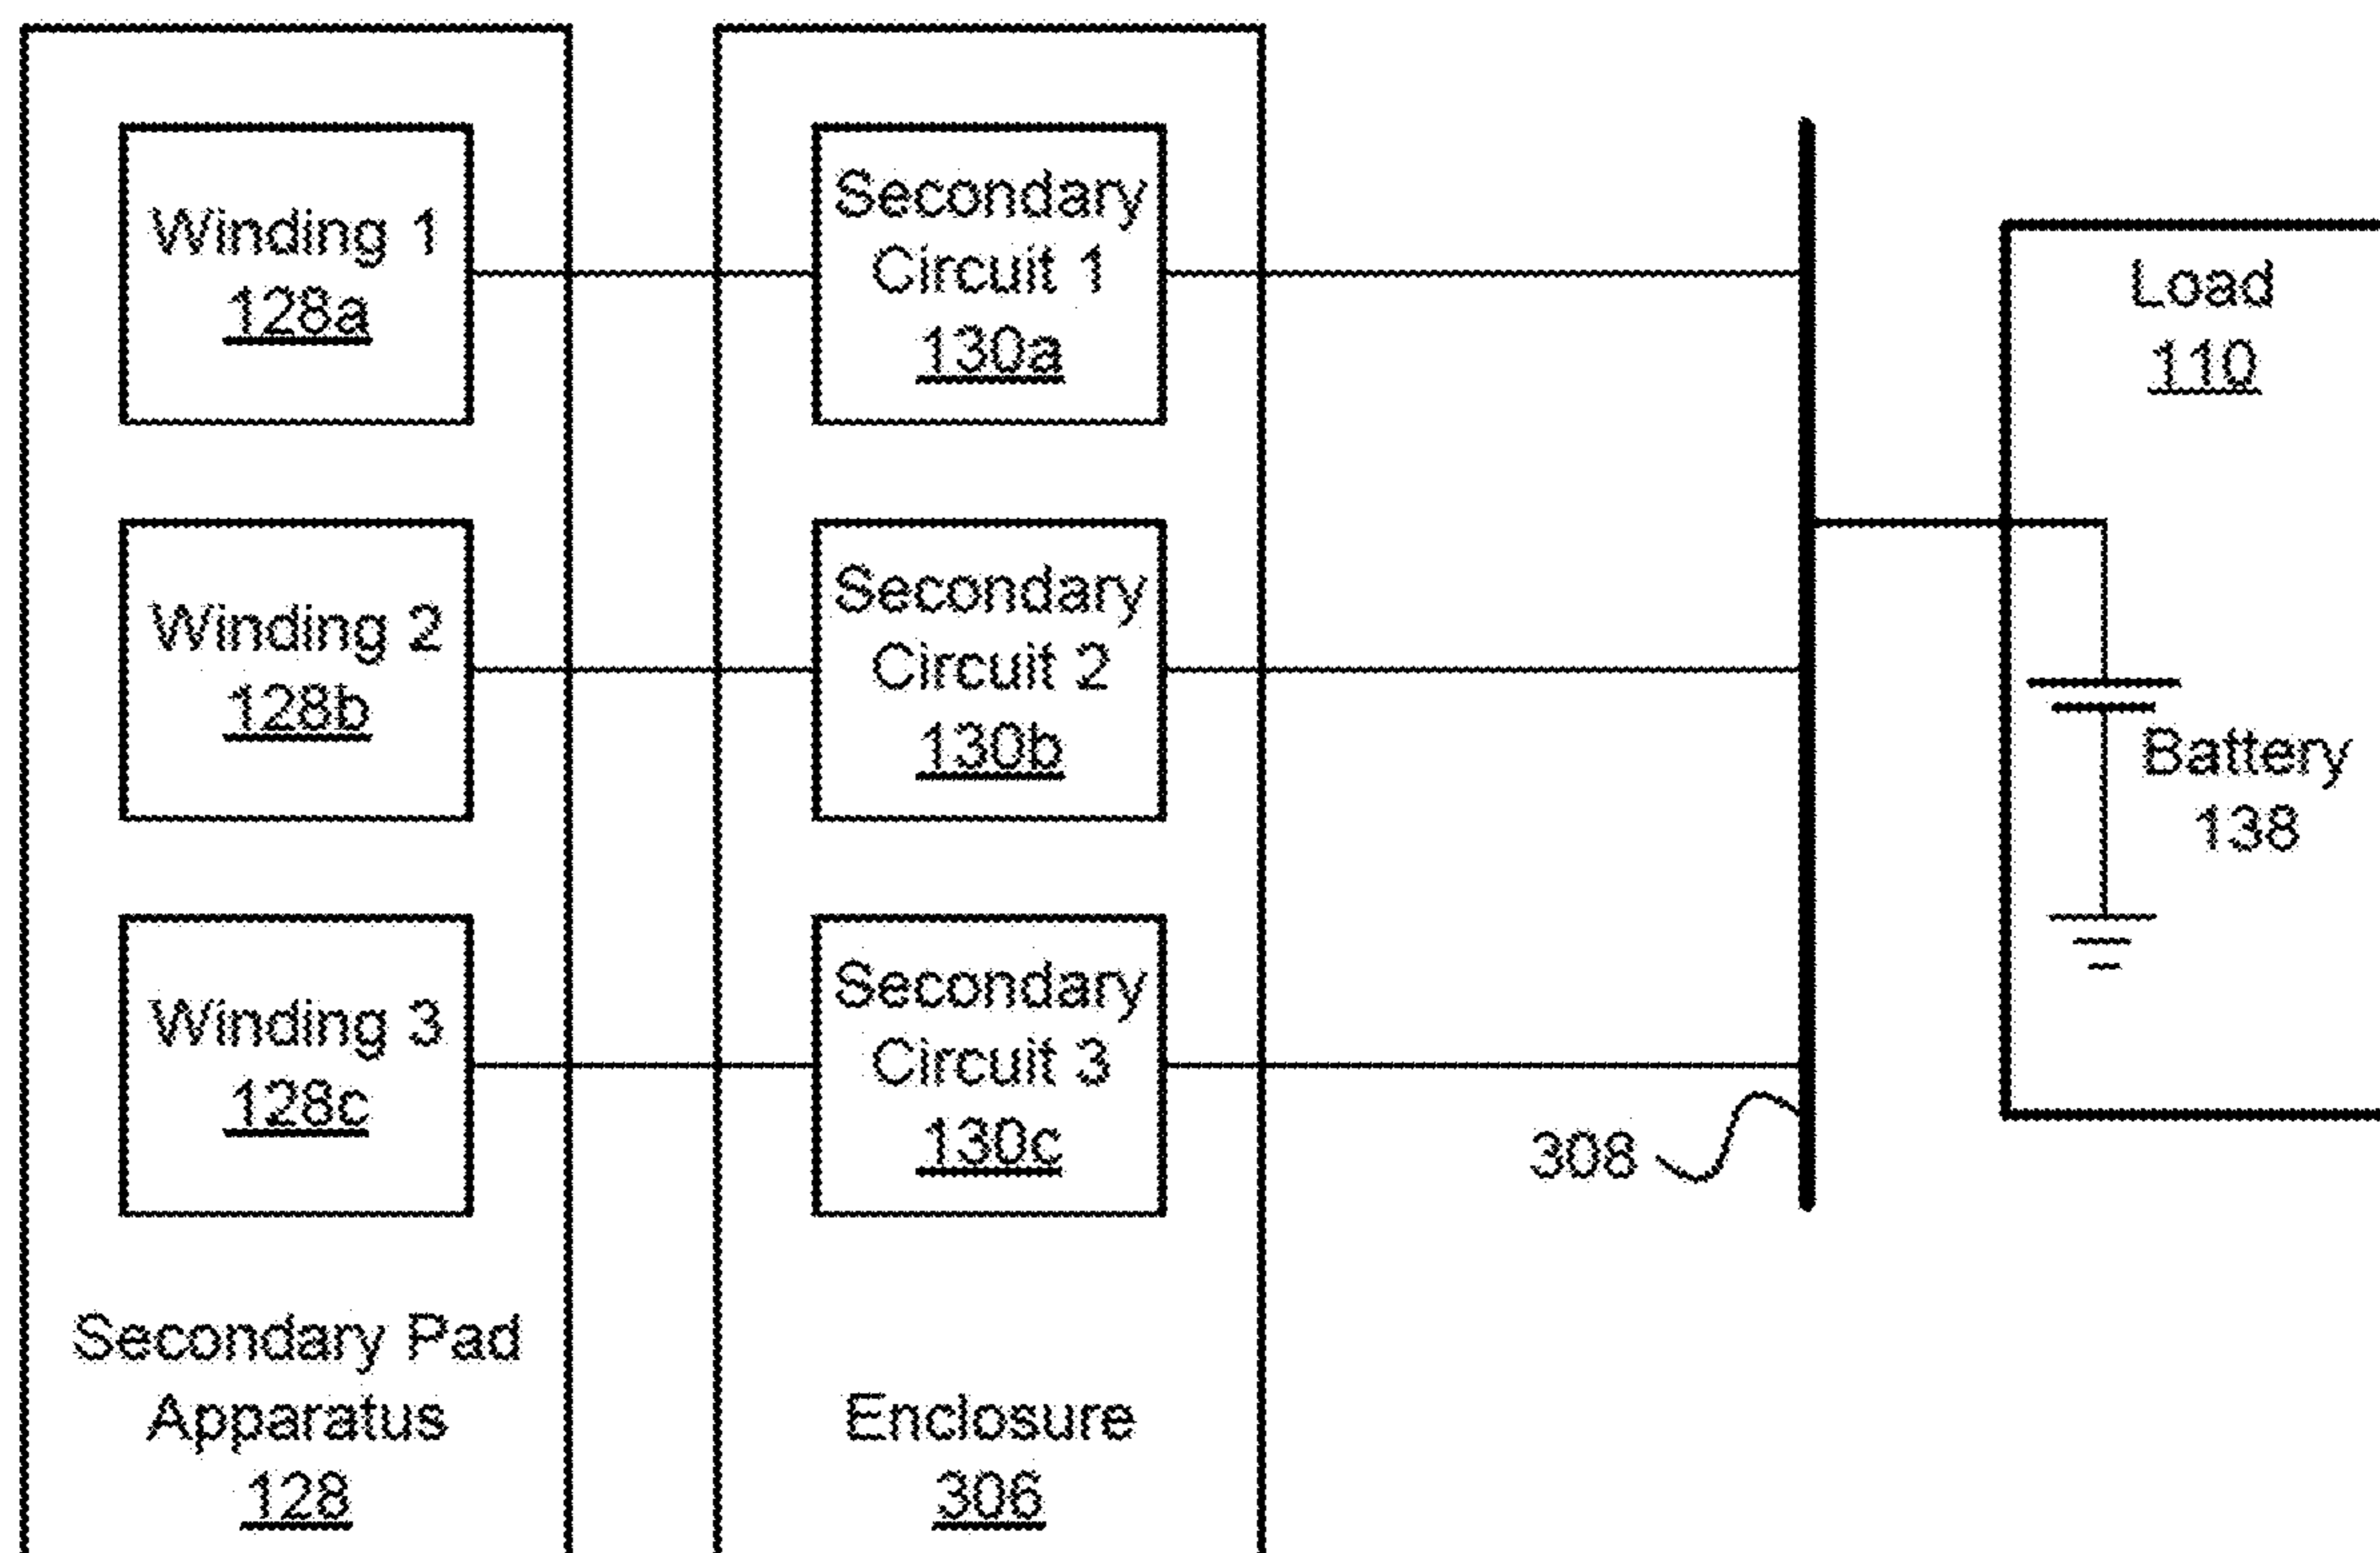 Winding 1
128a
Secondary
Circuit 1
130a
Load
110
Winding 2
128b
Secondary
Circuit 2
130b
Battery
138
Winding 3
128c
Secondary
Circuit 3
130c
308
Secondary Pad
Apparatus
128
Enclosure
306